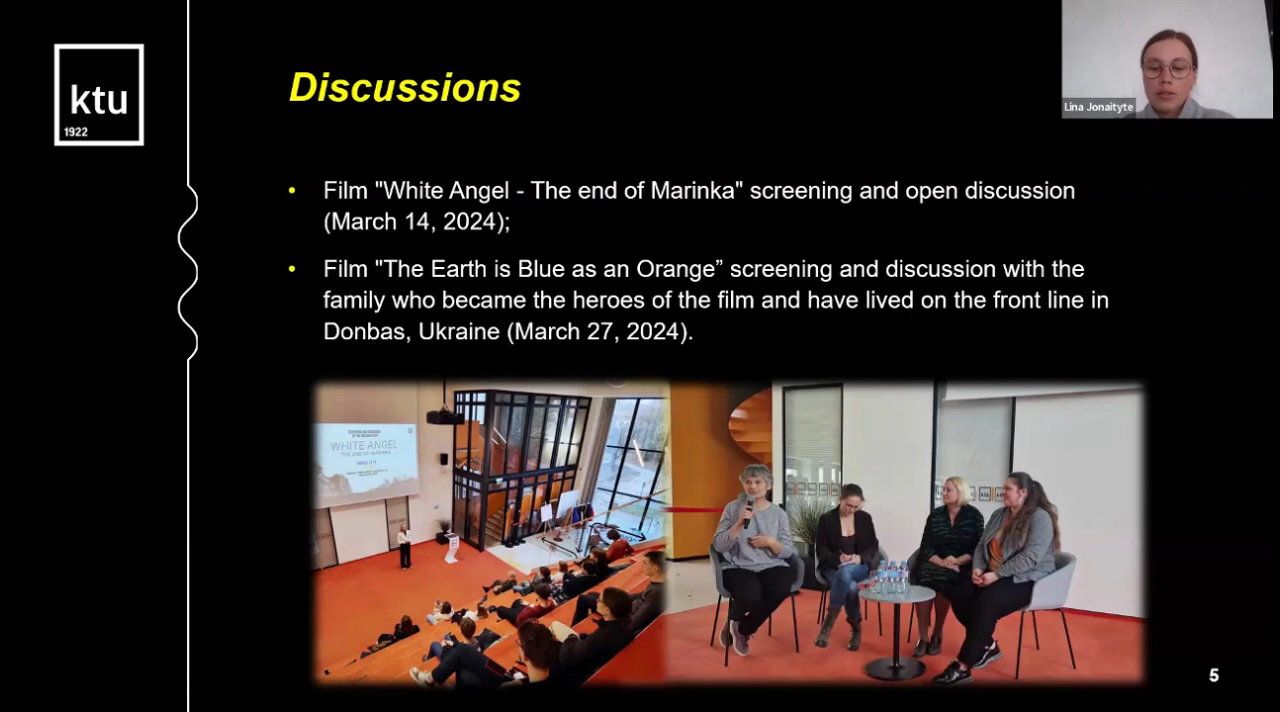 ktu
1922
Discussions
Lina Jonaityte
• Film "White Angel - The end of Marinka" screening and open discussion
(March 14, 2024);
• Film "The Earth is Blue as an Orange” screening and discussion with the
family who became the heroes of the film and have lived on the front line in
Donbas, Ukraine (March 27, 2024).
WHITE ANGEL
THE END OF MARINKA
5